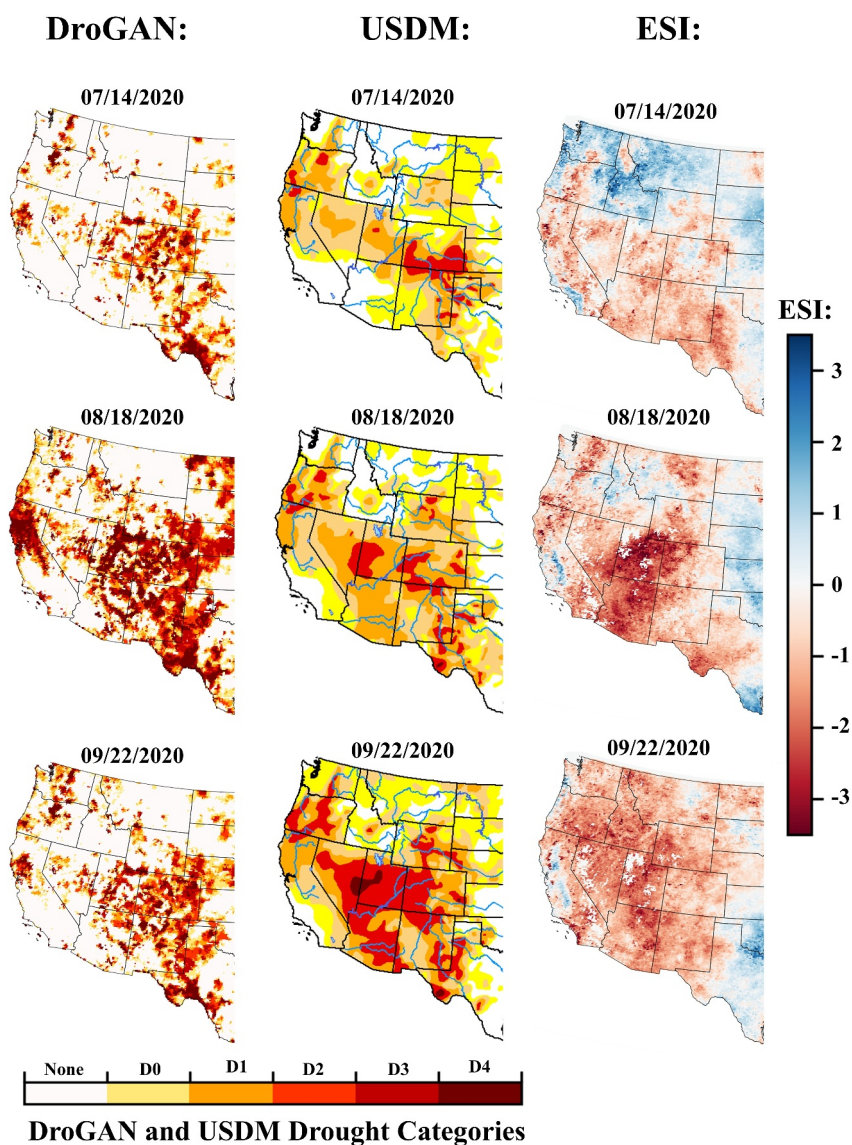 DroGAN: USDM: ESI:
07/14/2020 07/14/2020 07/14/2020
ESI:
3
08/18/2020 08/18/2020 08/18/2020
2
1
0
-1
-2
09/22/2020 09/22/2020 09/22/2020
-3
None D0 D1 D2 D3 D4
DroGAN and USDM Drought Categories